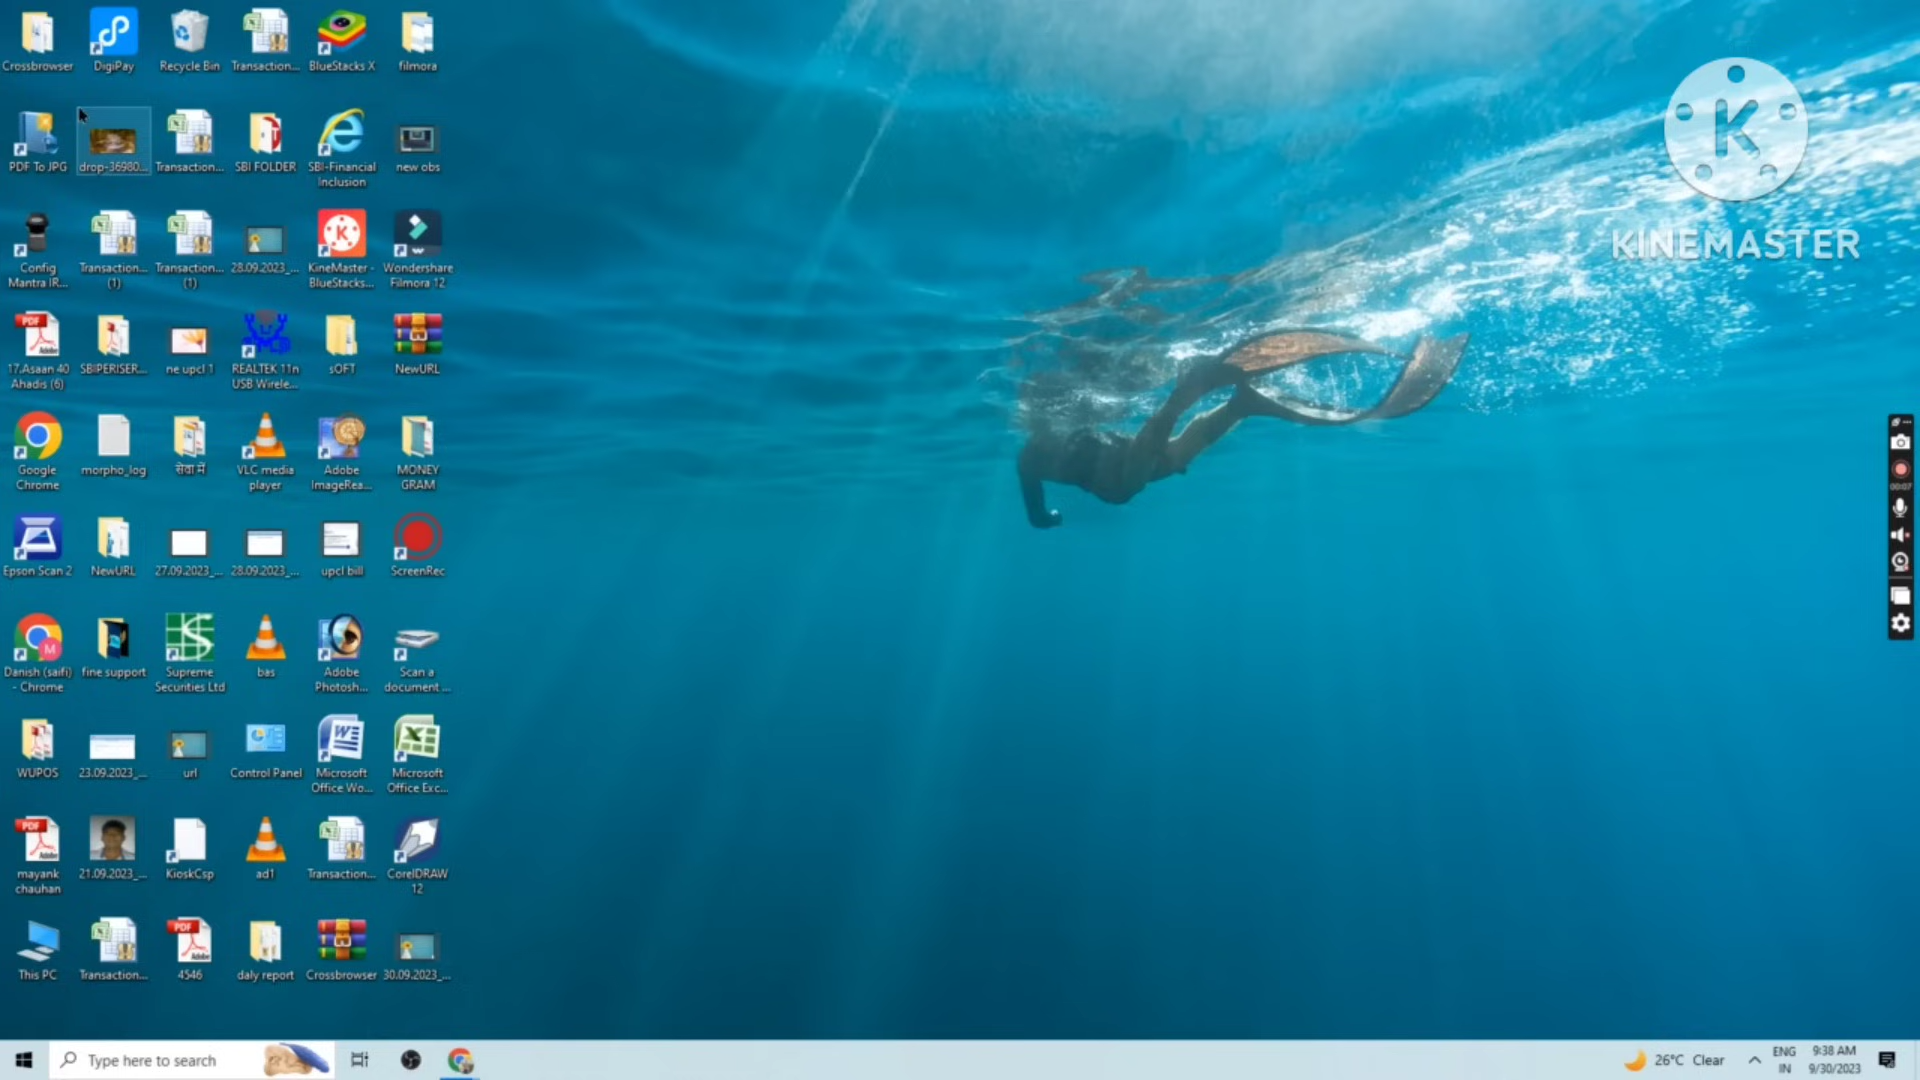 Crossbrowser
DigiPay
Recycle Bin
Transaction...
BlueStacks X
filmora
PDF To JPG
drop-36980...
Transaction...
SBI FOLDER
SBI-Financial
Inclusion
new obs
Config
Mantra IR...
Transaction...
(1)
Transaction...
(1)
28.09.2023_...
KineMaster -
BlueStacks...
Wondershare
Filmora 12
17.Asaan 40
Ahadis (6)
SBIPERISER...
ne upcl 1
REALTEK 11n
USB Wirele...
sOFT
NewURL
Google
Chrome
morpho_log
सेवा में
VLC media
player
Adobe
ImageRea...
MONEY
GRAM
Epson Scan 2
NewURL
27.09.2023_...
28.09.2023_...
upcl bill
ScreenRec
Danish (saifi)
- Chrome
fine support
Supreme
Securities Ltd
bas
Adobe
Photosh...
Scan a
document ...
WUPOS
23.09.2023_...
url
Control Panel
Microsoft
Office Wo...
Microsoft
Office Exc...
mayank
chauhan
21.09.2023_...
KioskCsp
ad1
Transaction...
CorelDRAW
12
This PC
Transaction...
4546
daly report
Crossbrowser
30.09.2023_...
K
KINEMASTER
00:07
Type here to search
26°C Clear
ENG
IN
9:38 AM
9/30/2023